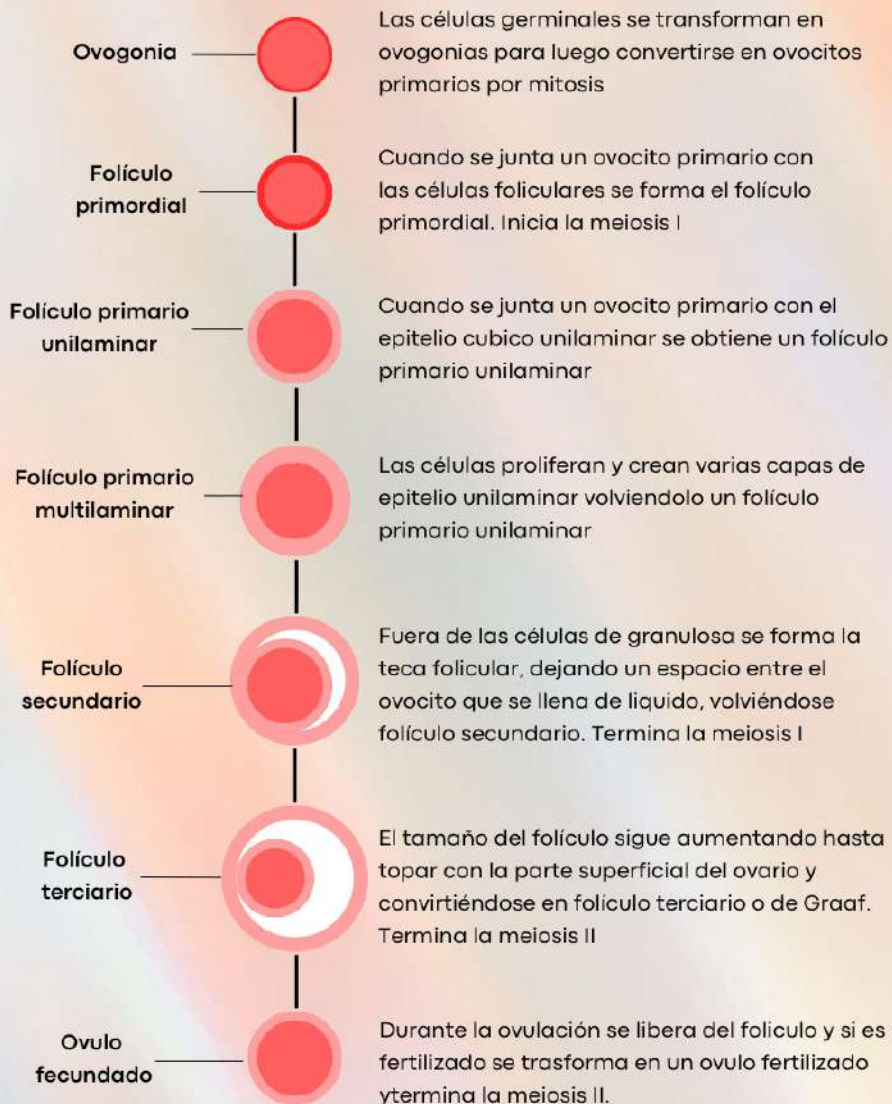 Ovogonia
Las células germinales se transforman en
ovogonias para luego convertirse en ovocitos
primarios por mitosis
Folículo
primordial
Cuando se junta un ovocito primario con
las células foliculares se forma el folículo
primordial. Inicia la meiosis I
Folículo primario
unilaminar
Cuando se junta un ovocito primario con el
epitelio cubico unilaminar se obtiene un folículo
primario unilaminar
Folículo primario
multilaminar
Las células proliferan y crean varias capas de
epitelio unilaminar volviendolo un folículo
primario unilaminar
Folículo
secundario
Fuera de las células de granulosa se forma la
teca folicular, dejando un espacio entre el
ovocito que se llena de liquido, volviéndose
folículo secundario. Termina la meiosis I
Folículo
terciario
El tamaño del folículo sigue aumentando hasta
topar con la parte superficial del ovario y
convirtiéndose en folículo terciario o de Graaf.
Termina la meiosis II
Ovulo
fecundado
Durante la ovulación se libera del foliculo y si es
fertilizado se trasforma en un ovulo fertilizado
ytermina la meiosis II.